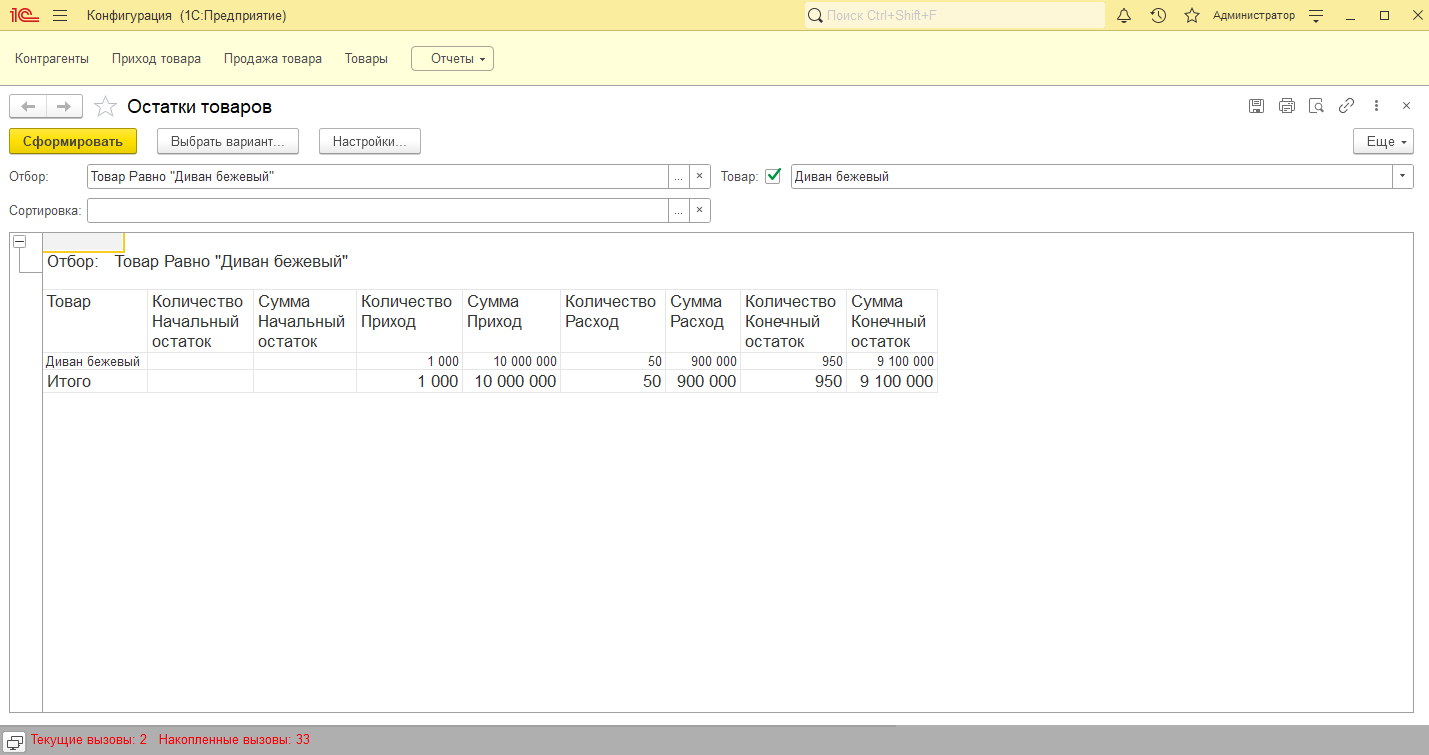 1С Конфигурация (1С:Предприятие) Поиск Ctrl+Shift+F Администратор
Контрагенты Приход товара Продажа товара Товары Отчеты
Остатки товаров
Сформировать Выбрать вариант... Настройки... Еще
Отбор: Товар Равно "Диван бежевый" ... × Товар: Диван бежевый
Сортировка: ... ×
Отбор: Товар Равно "Диван бежевый"
Товар Количество Сумма Количество Сумма Количество Сумма Количество Сумма
Начальный Начальный Приход Приход Расход Расход Конечный Конечный
остаток остаток остаток остаток
Диван бежевый 1 000 10 000 000 50 900 000 950 9 100 000
Итого 1 000 10 000 000 50 900 000 950 9 100 000
Текущие вызовы: 2 Накопленные вызовы: 33